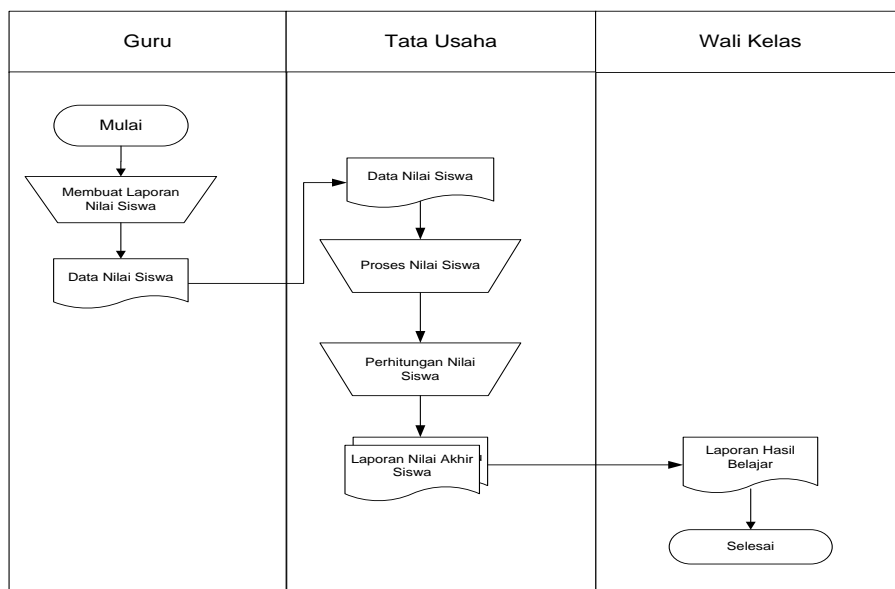 Guru
Tata Usaha
Wali Kelas
Mulai
Membuat Laporan
Nilai Siswa
Data Nilai Siswa
Data Nilai Siswa
Proses Nilai Siswa
Perhitungan Nilai
Siswa
Laporan Nilai Akhir
Siswa
Laporan Hasil
Belajar
Selesai